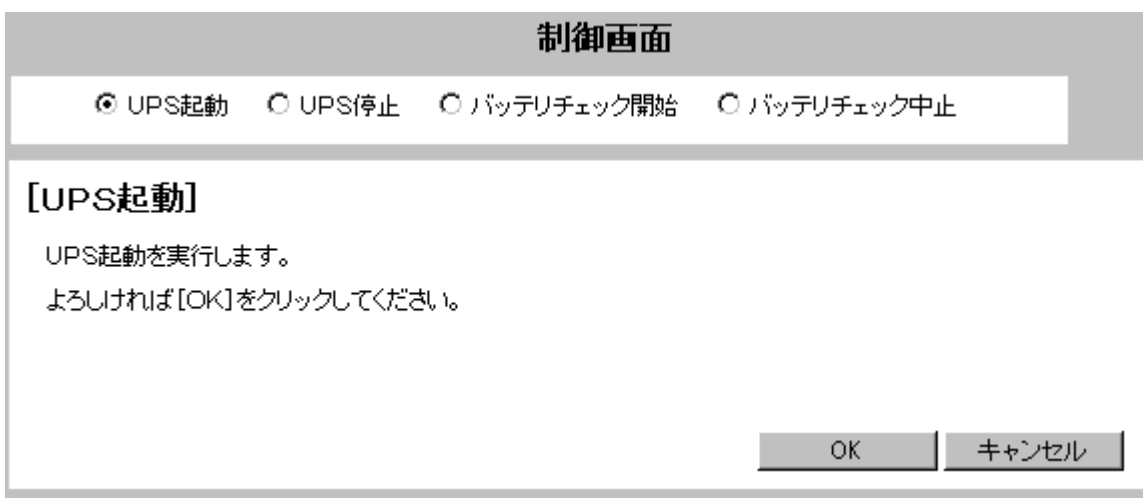 制御画面
UPS起動 UPS停止 バッテリチェック開始 バッテリチェック中止
[UPS起動]
UPS起動を実行します。
よろしければ[OK]をクリックしてください。
OK キャンセル